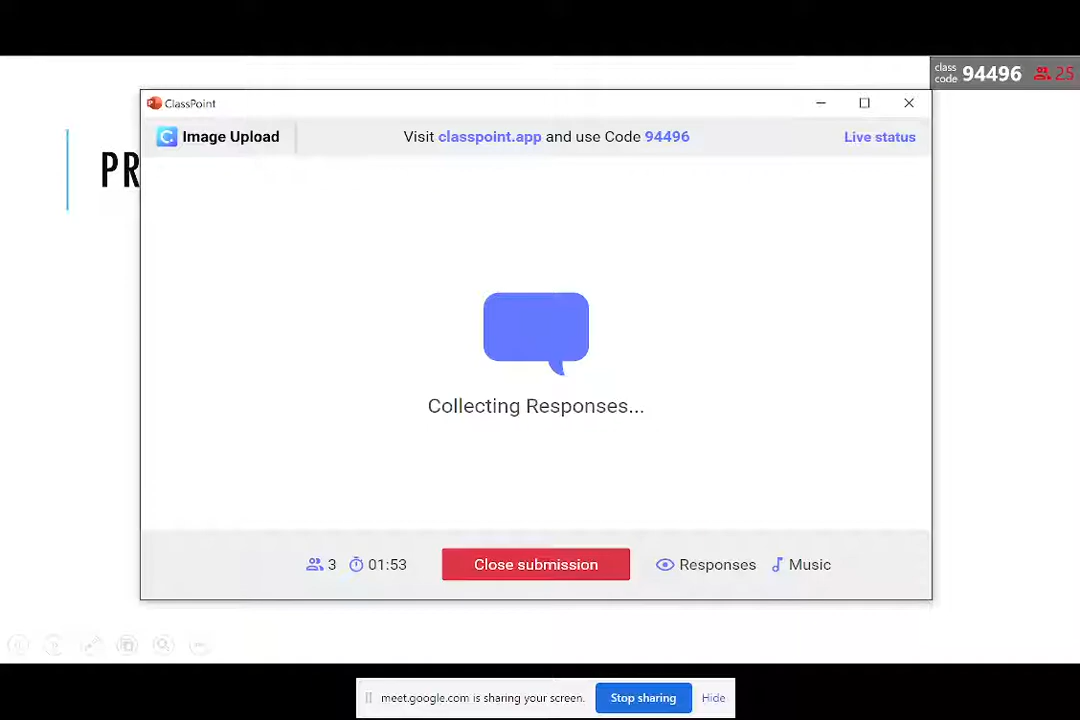 class
code 94496 25
ClassPoint
Image Upload
Visit classpoint.app and use Code 94496
Live status
PR
Collecting Responses...
3 01:53
Close submission
Responses
Music
meet.google.com is sharing your screen.
Stop sharing
Hide